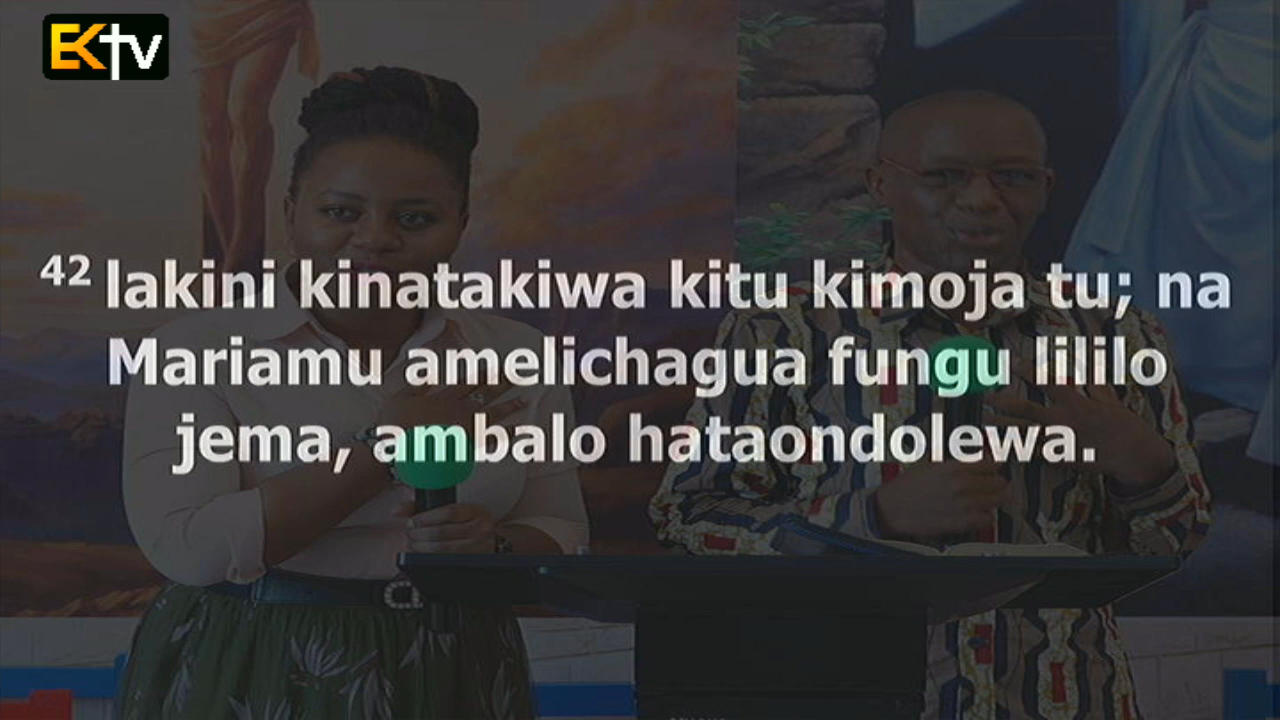 EKtv
42 lakini kinatakiwa kitu kimoja tu; na
Mariamu amelichagua fungu lililo
jema, ambalo hataondolewa.